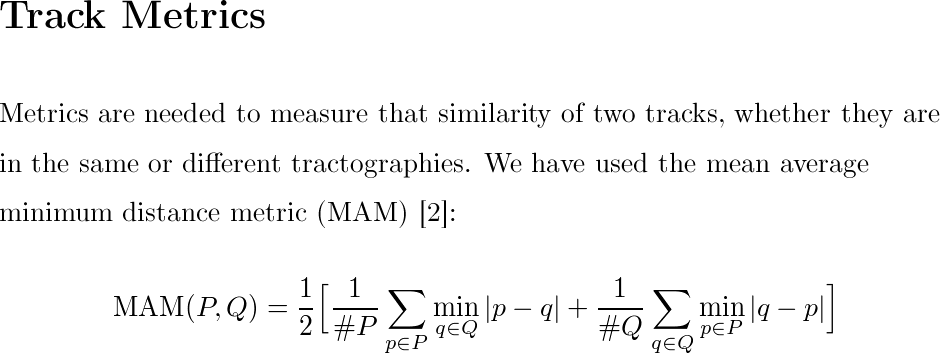 Track Metrics
Metrics are needed to measure that similarity of two tracks, whether they are
in the same or different tractographies. We have used the mean average
minimum distance metric (MAM) [2]:
MAM(P, Q) = \frac{1}{2}\Big[\frac{1}{\#P}\sum_{p \in P}\min_{q \in Q}|p - q| + \frac{1}{\#Q}\sum_{q \in Q}\min_{p \in P}|q - p|\Big]